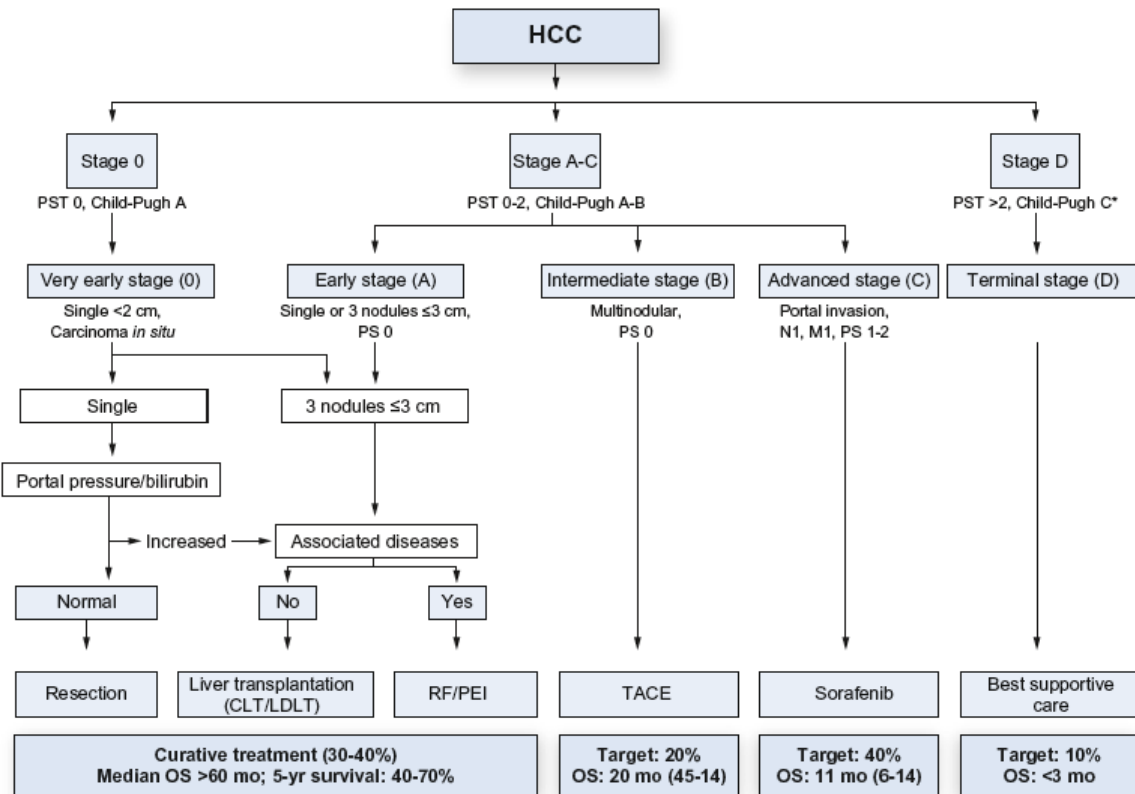 HCC
Stage 0
Stage A-C
Stage D
PST 0, Child-Pugh A
PST 0-2, Child-Pugh A-B
PST >2, Child-Pugh C*
Very early stage (0)
Early stage (A)
Intermediate stage (B)
Advanced stage (C)
Terminal stage (D)
Single <2 cm,
Carcinoma in situ
Single or 3 nodules ≤3 cm,
PS 0
Multinodular,
PS 0
Portal invasion,
N1, M1, PS 1-2
Single
3 nodules ≤3 cm
Portal pressure/bilirubin
Increased
Associated diseases
Normal
No
Yes
Resection
Liver transplantation
(CLT/LDLT)
RF/PEI
TACE
Sorafenib
Best supportive
care
Curative treatment (30-40%)
Median OS >60 mo; 5-yr survival: 40-70%
Target: 20%
OS: 20 mo (45-14)
Target: 40%
OS: 11 mo (6-14)
Target: 10%
OS: <3 mo